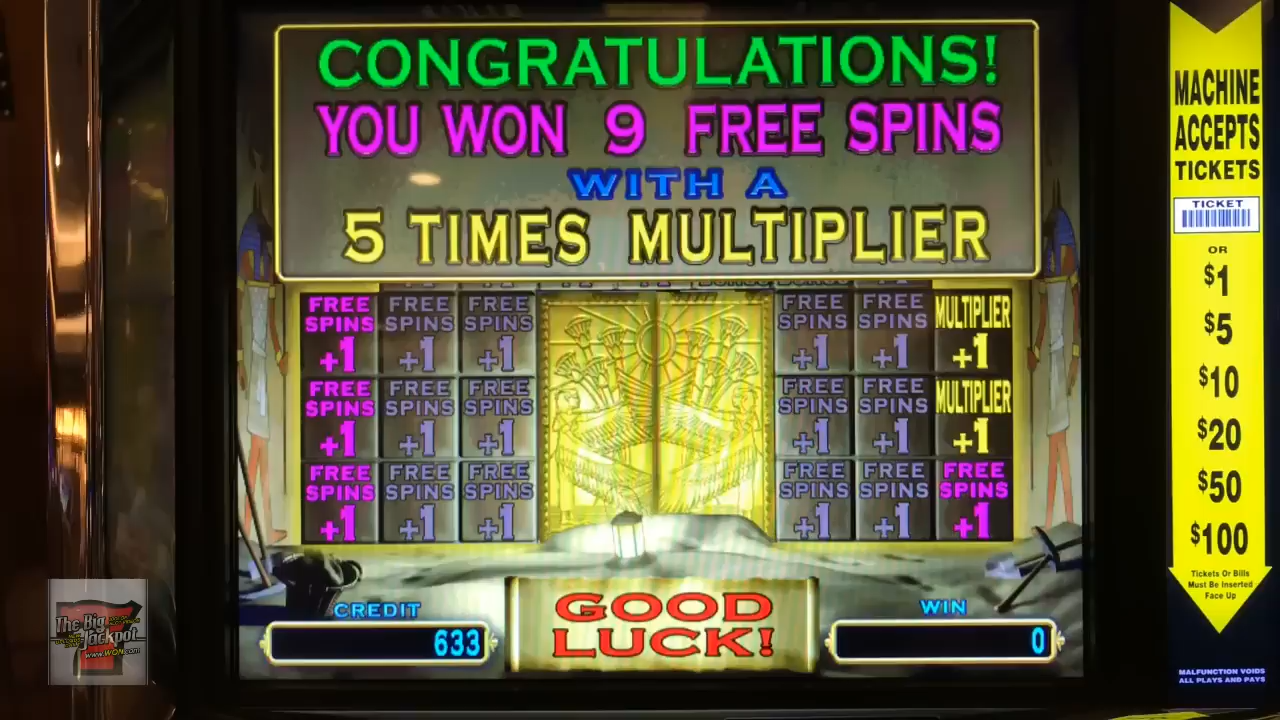 CONGRATULATIONS!
YOU WON 9 FREE SPINS
WITH A
5 TIMES MULTIPLIER
FREE SPINS +1
FREE SPINS +1
FREE SPINS +1
FREE SPINS +1
FREE SPINS +1
MULTIPLIER +1
FREE SPINS +1
FREE SPINS +1
FREE SPINS +1
FREE SPINS +1
FREE SPINS +1
MULTIPLIER +1
FREE SPINS +1
FREE SPINS +1
FREE SPINS +1
FREE SPINS +1
FREE SPINS +1
FREE SPINS +1
CREDIT
633
GOOD
LUCK!
WIN
0
MACHINE
ACCEPTS
TICKETS
TICKET
OR
$1
$5
$10
$20
$50
$100
Tickets Or Bills
Must Be Inserted
Face Up
MALFUNCTION VOIDS
ALL PLAYS AND PAYS
The Big
Jackpot
www.WON.com